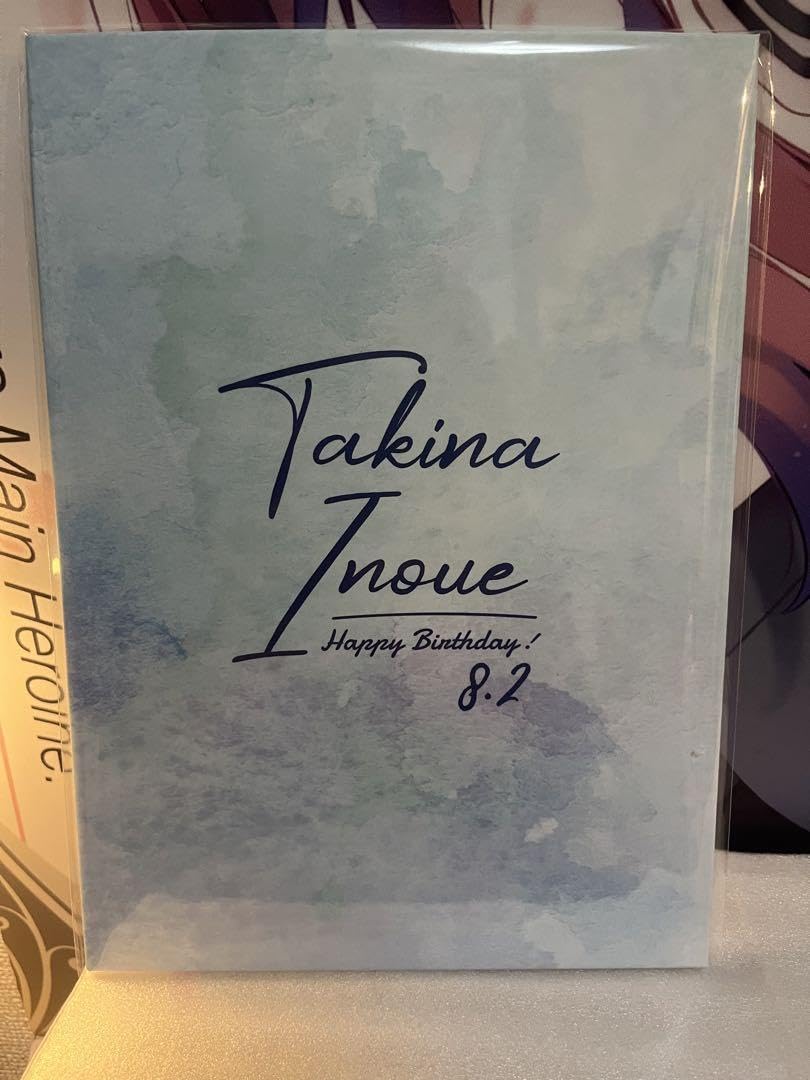 Takina
Inoue
Happy Birthday!
8.2
Main Heroine.